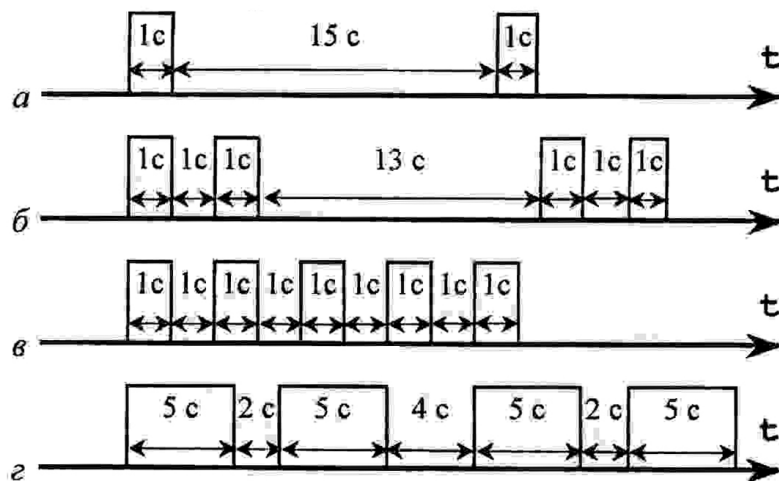 1с 15 с 1с t
а
1с 1с 1с 13 с 1с 1с 1с t
б
1с 1с 1с 1с 1с 1с 1с 1с 1с t
в
5 с 2 с 5 с 4 с 5 с 2 с 5 с t
г